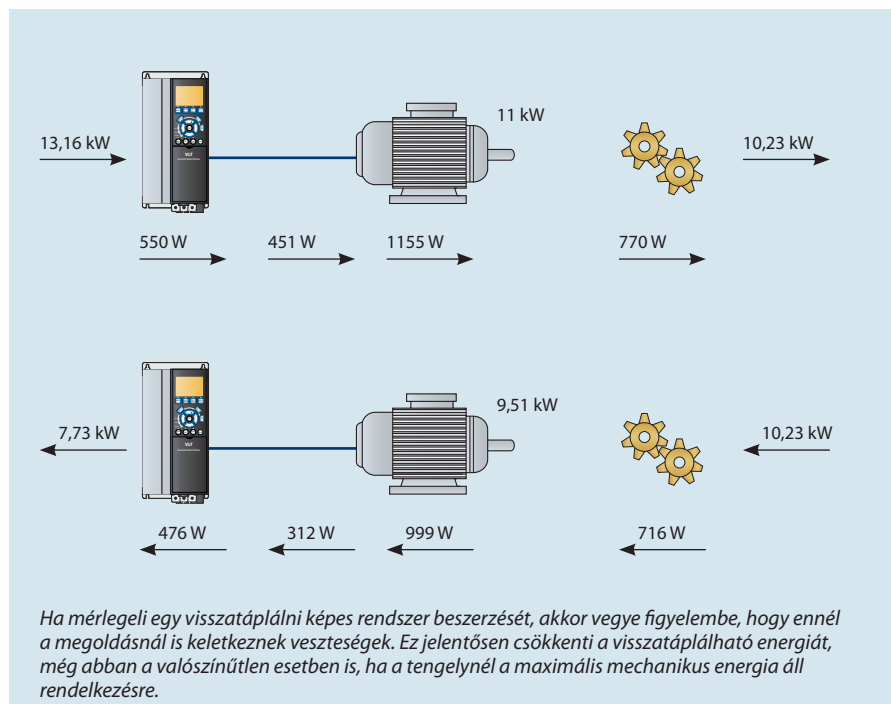 11 kW
13,16 kW
10,23 kW
VLT
550 W
451 W
1155 W
770 W
9,51 kW
7,73 kW
10,23 kW
VLT
476 W
312 W
999 W
716 W
Ha mérlegeli egy visszatáplálni képes rendszer beszerzését, akkor vegye figyelembe, hogy ennél
a megoldásnál is keletkeznek veszteségek. Ez jelentősen csökkenti a visszatáplálható energiát,
még abban a valószínűtlen esetben is, ha a tengelynél a maximális mechanikus energia áll
rendelkezésre.